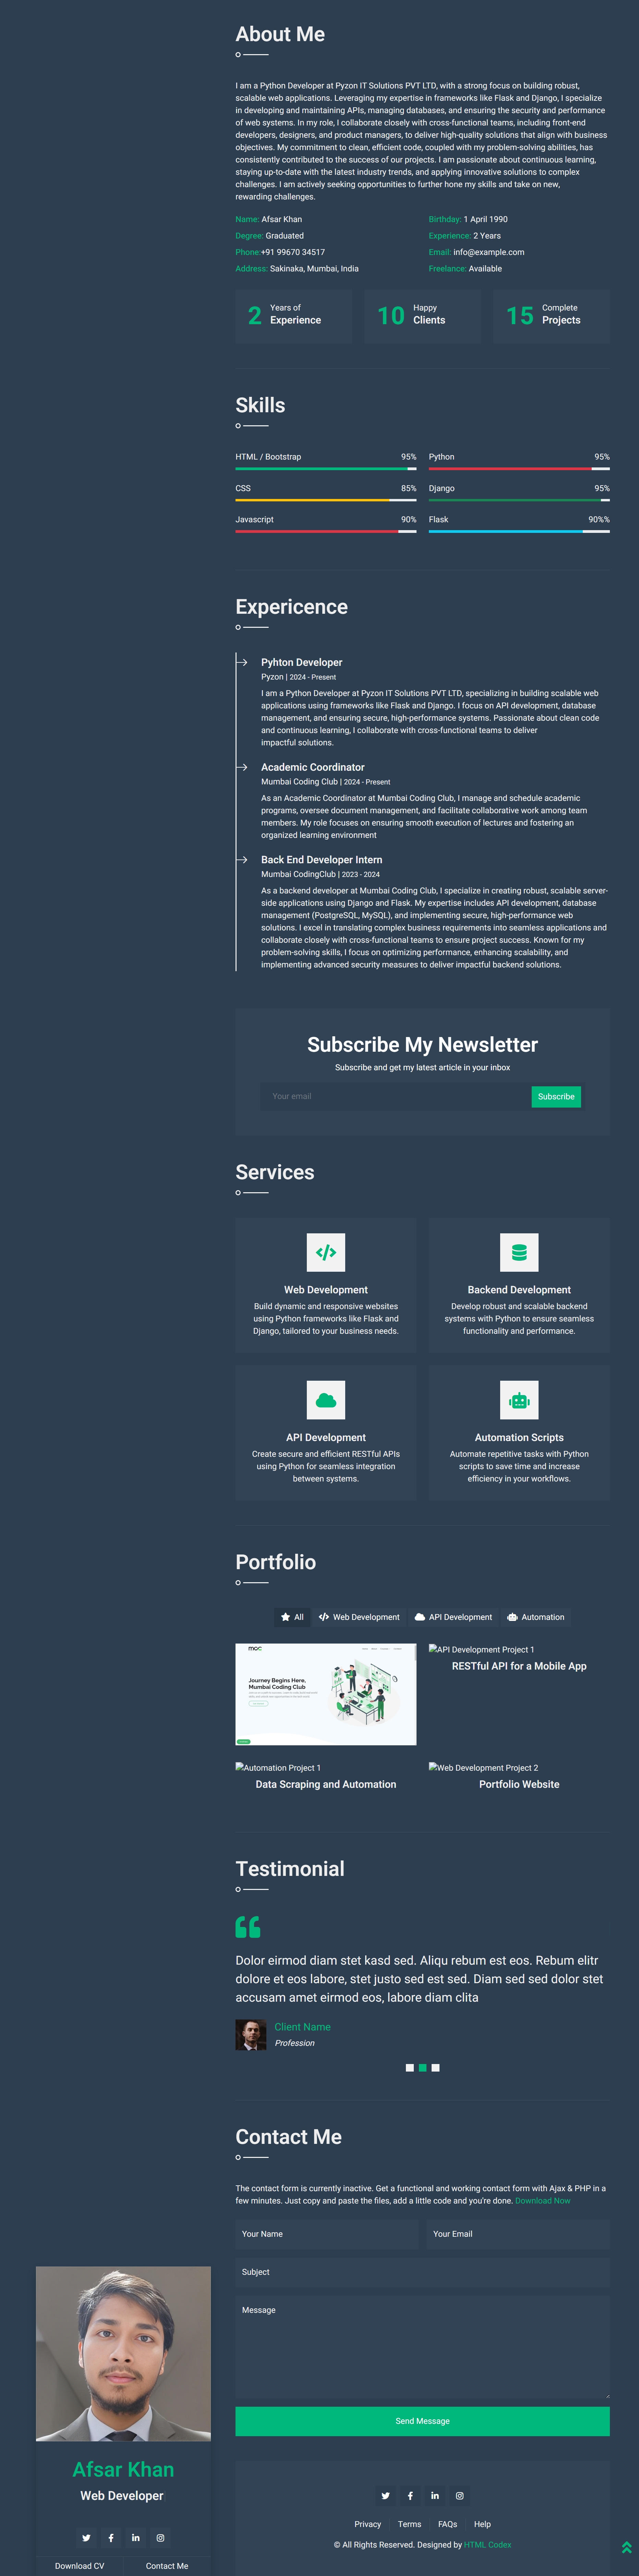 About Me
I am a Python Developer at Pyzon IT Solutions PVT LTD, with a strong focus on building robust,
scalable web applications. Leveraging my expertise in frameworks like Flask and Django, I specialize
in developing and maintaining APIs, managing databases, and ensuring the security and performance
of web systems. In my role, I collaborate closely with cross-functional teams, including front-end
developers, designers, and product managers, to deliver high-quality solutions that align with business
objectives. My commitment to clean, efficient code, coupled with my problem-solving abilities, has
consistently contributed to the success of our projects. I am passionate about continuous learning,
staying up-to-date with the latest industry trends, and applying innovative solutions to complex
challenges. I am actively seeking opportunities to further hone my skills and take on new,
rewarding challenges.
Name: Afsar Khan
Birthday: 1 April 1990
Degree: Graduated
Experience: 2 Years
Phone:+91 99670 34517
Email: info@example.com
Address: Sakinaka, Mumbai, India
Freelance: Available
2 Years of Experience
10 Happy Clients
15 Complete Projects
Skills
HTML / Bootstrap 95%
Python 95%
CSS 85%
Django 95%
Javascript 90%
Flask 90%%
Expericence
Pyhton Developer
Pyzon | 2024 - Present
I am a Python Developer at Pyzon IT Solutions PVT LTD, specializing in building scalable web
applications using frameworks like Flask and Django. I focus on API development, database
management, and ensuring secure, high-performance systems. Passionate about clean code
and continuous learning, I collaborate with cross-functional teams to deliver
impactful solutions.
Academic Coordinator
Mumbai Coding Club | 2024 - Present
As an Academic Coordinator at Mumbai Coding Club, I manage and schedule academic
programs, oversee document management, and facilitate collaborative work among team
members. My role focuses on ensuring smooth execution of lectures and fostering an
organized learning environment
Back End Developer Intern
Mumbai CodingClub | 2023 - 2024
As a backend developer at Mumbai Coding Club, I specialize in creating robust, scalable server-
side applications using Django and Flask. My expertise includes API development, database
management (PostgreSQL, MySQL), and implementing secure, high-performance web
solutions. I excel in translating complex business requirements into seamless applications and
collaborate closely with cross-functional teams to ensure project success. Known for my
problem-solving skills, I focus on optimizing performance, enhancing scalability, and
implementing advanced security measures to deliver impactful backend solutions.
Subscribe My Newsletter
Subscribe and get my latest article in your inbox
Your email
Subscribe
Services
Web Development
Build dynamic and responsive websites
using Python frameworks like Flask and
Django, tailored to your business needs.
Backend Development
Develop robust and scalable backend
systems with Python to ensure seamless
functionality and performance.
API Development
Create secure and efficient RESTful APIs
using Python for seamless integration
between systems.
Automation Scripts
Automate repetitive tasks with Python
scripts to save time and increase
efficiency in your workflows.
Portfolio
All
Web Development
API Development
Automation
Journey Begins Here,
Mumbai Coding Club
API Development Project 1
RESTful API for a Mobile App
Automation Project 1
Data Scraping and Automation
Web Development Project 2
Portfolio Website
Testimonial
Dolor eirmod diam stet kasd sed. Aliqu rebum est eos. Rebum elitr
dolore et eos labore, stet justo sed est sed. Diam sed sed dolor stet
accusam amet eirmod eos, labore diam clita
Client Name
Profession
Contact Me
The contact form is currently inactive. Get a functional and working contact form with Ajax & PHP in a
few minutes. Just copy and paste the files, add a little code and you're done. Download Now
Your Name
Your Email
Subject
Message
Send Message
Afsar Khan
Web Developer
Download CV
Contact Me
Privacy
Terms
FAQs
Help
© All Rights Reserved. Designed by HTML Codex